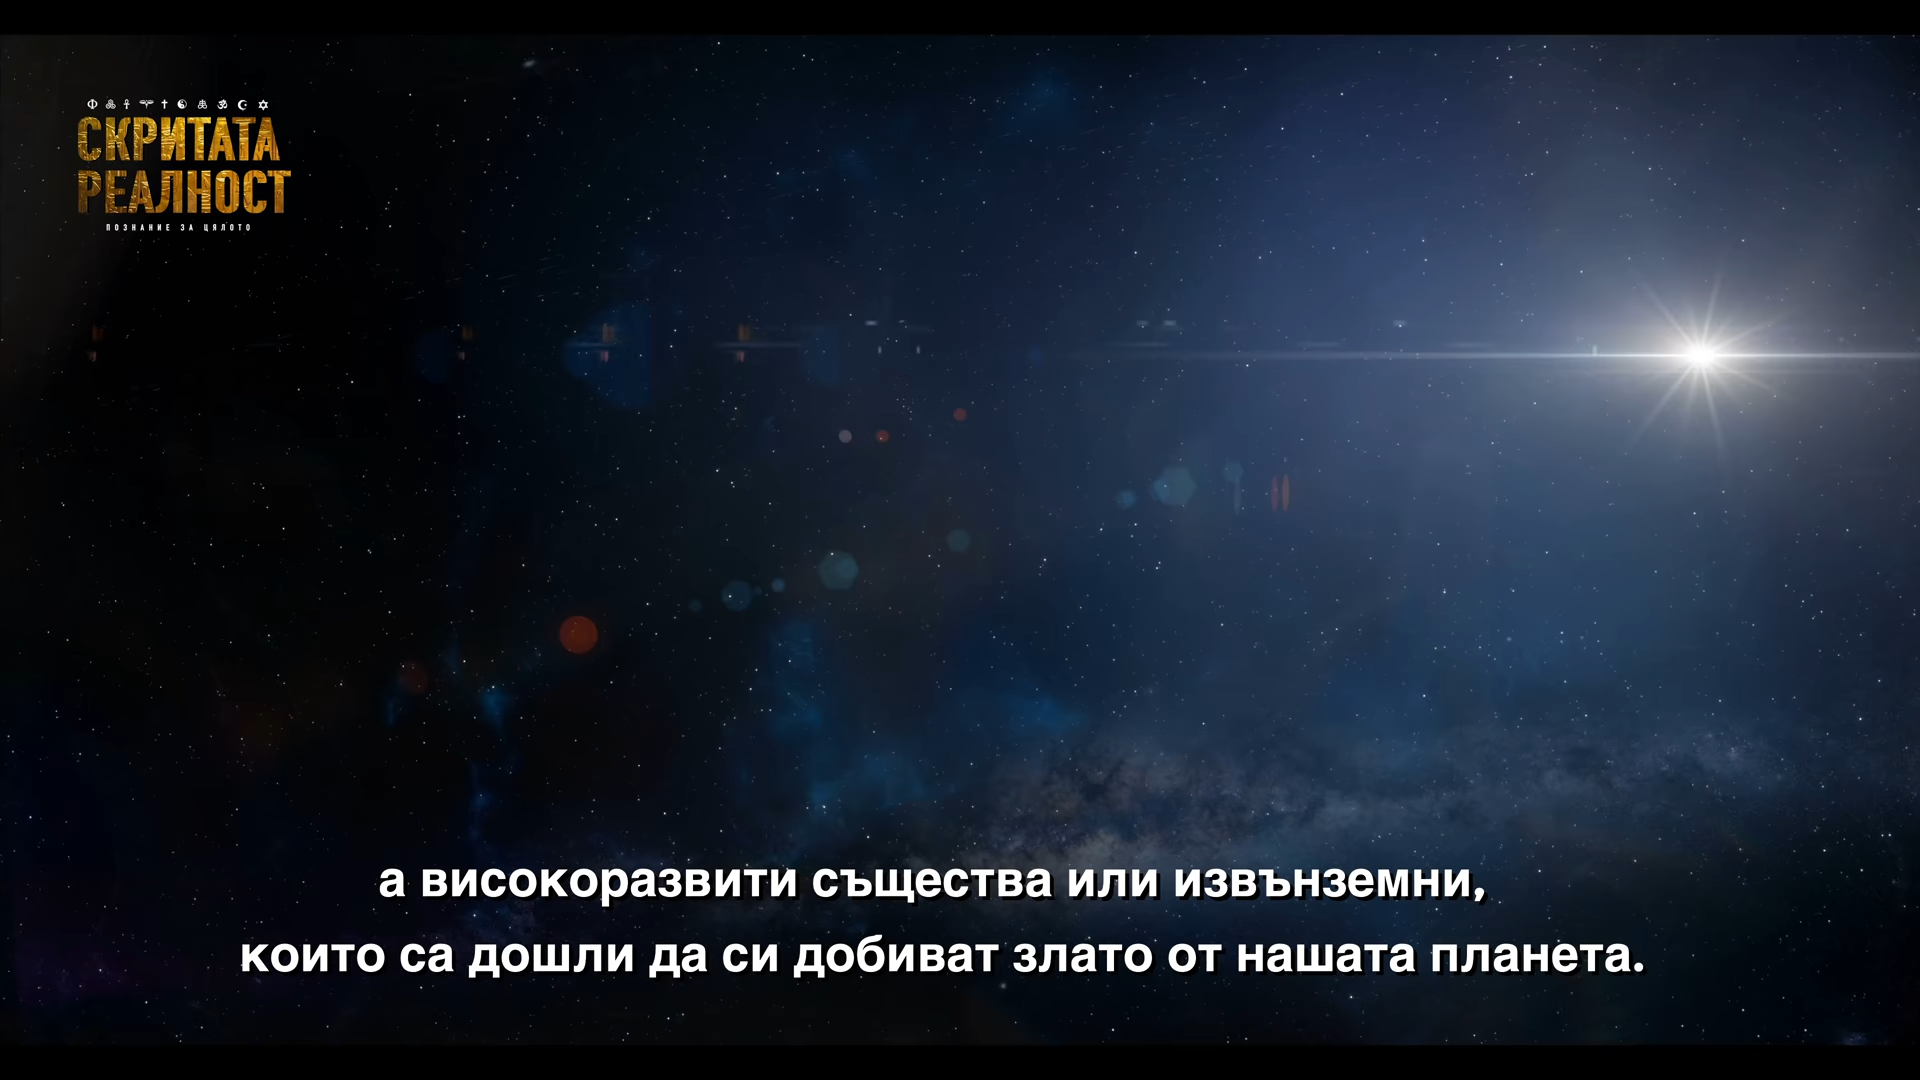 СКРИТАТА
РЕАЛНОСТ
ПОЗНАНИЕ ЗА ЦЯЛОТО
а високоразвити същества или извънземни,
които са дошли да си добиват злато от нашата планета.